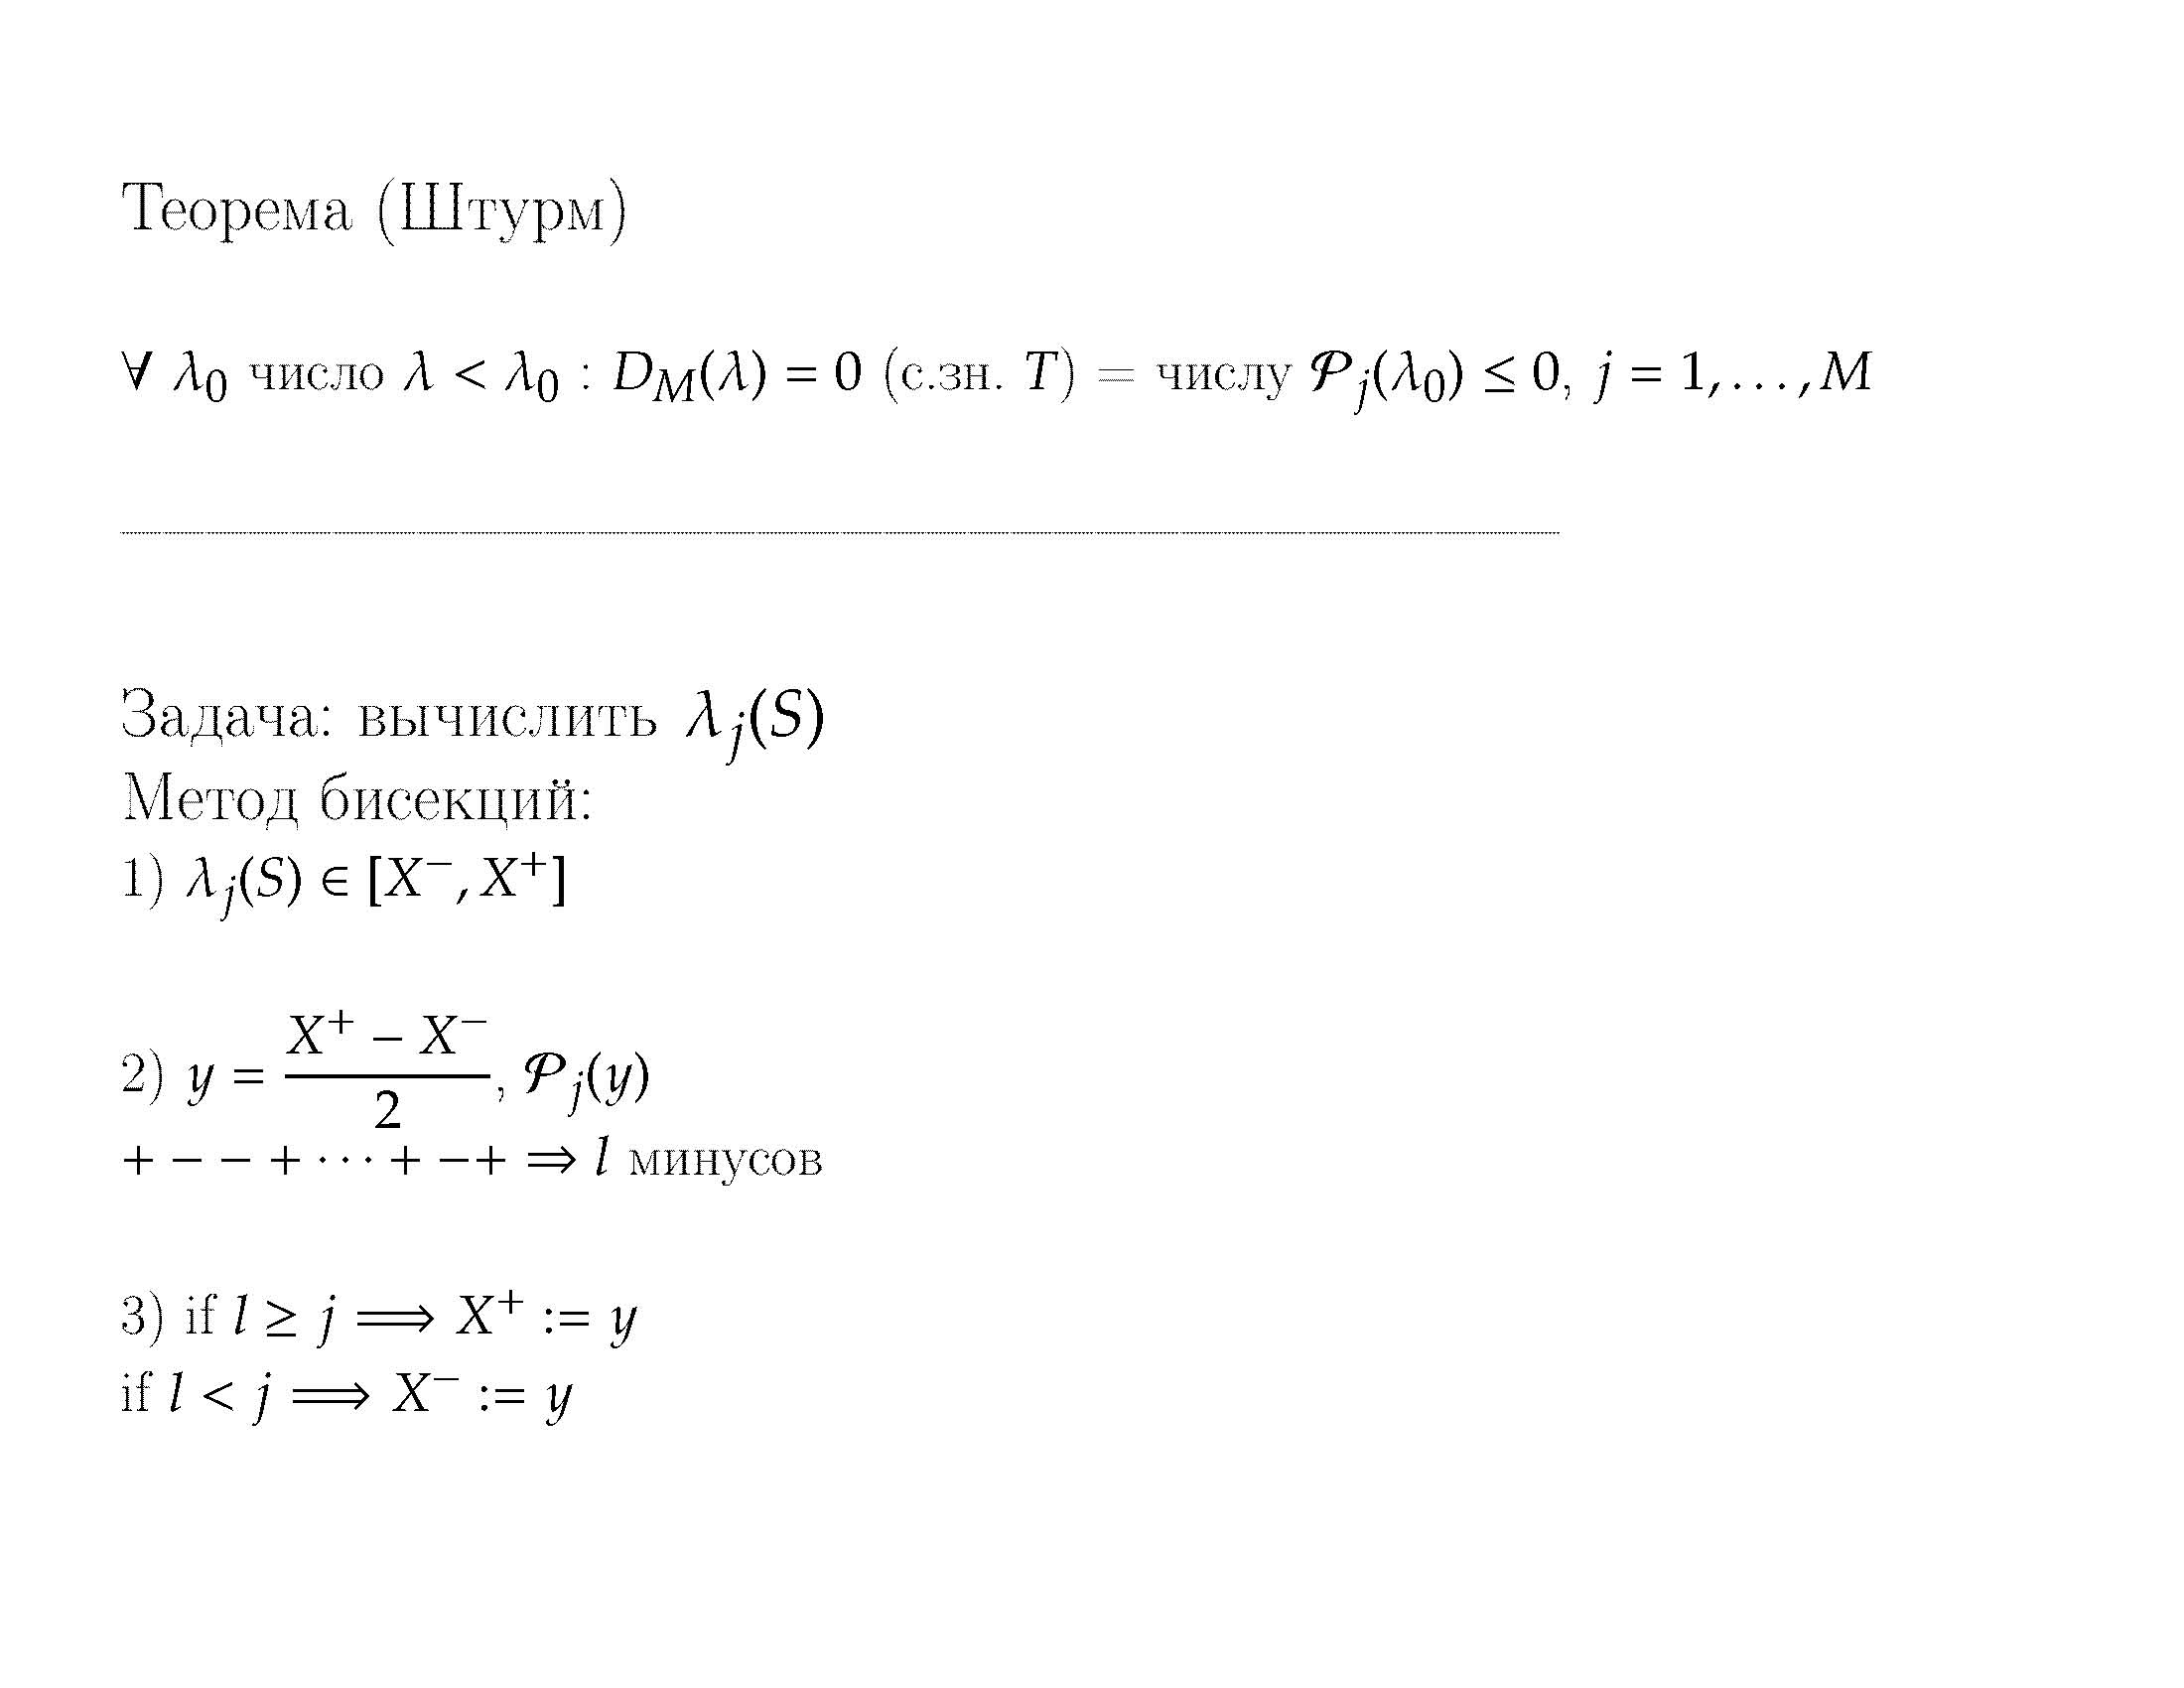 Теорема (Штурм)
∀ λ₀ число λ < λ₀ : D_M(λ) = 0 (с.зн. T) = числу 𝒫_j(λ₀) ≤ 0, j = 1, . . . , M
Задача: вычислить λ_j(S)
Метод бисекций:
1) λ_j(S) ∈ [X⁻, X⁺]
2) y = \frac{X⁺ − X⁻}{2}, 𝒫_j(y)
+ − − + · · · + −+ ⇒ l минусов
3) if l ≥ j ⟹ X⁺ := y
if l < j ⟹ X⁻ := y